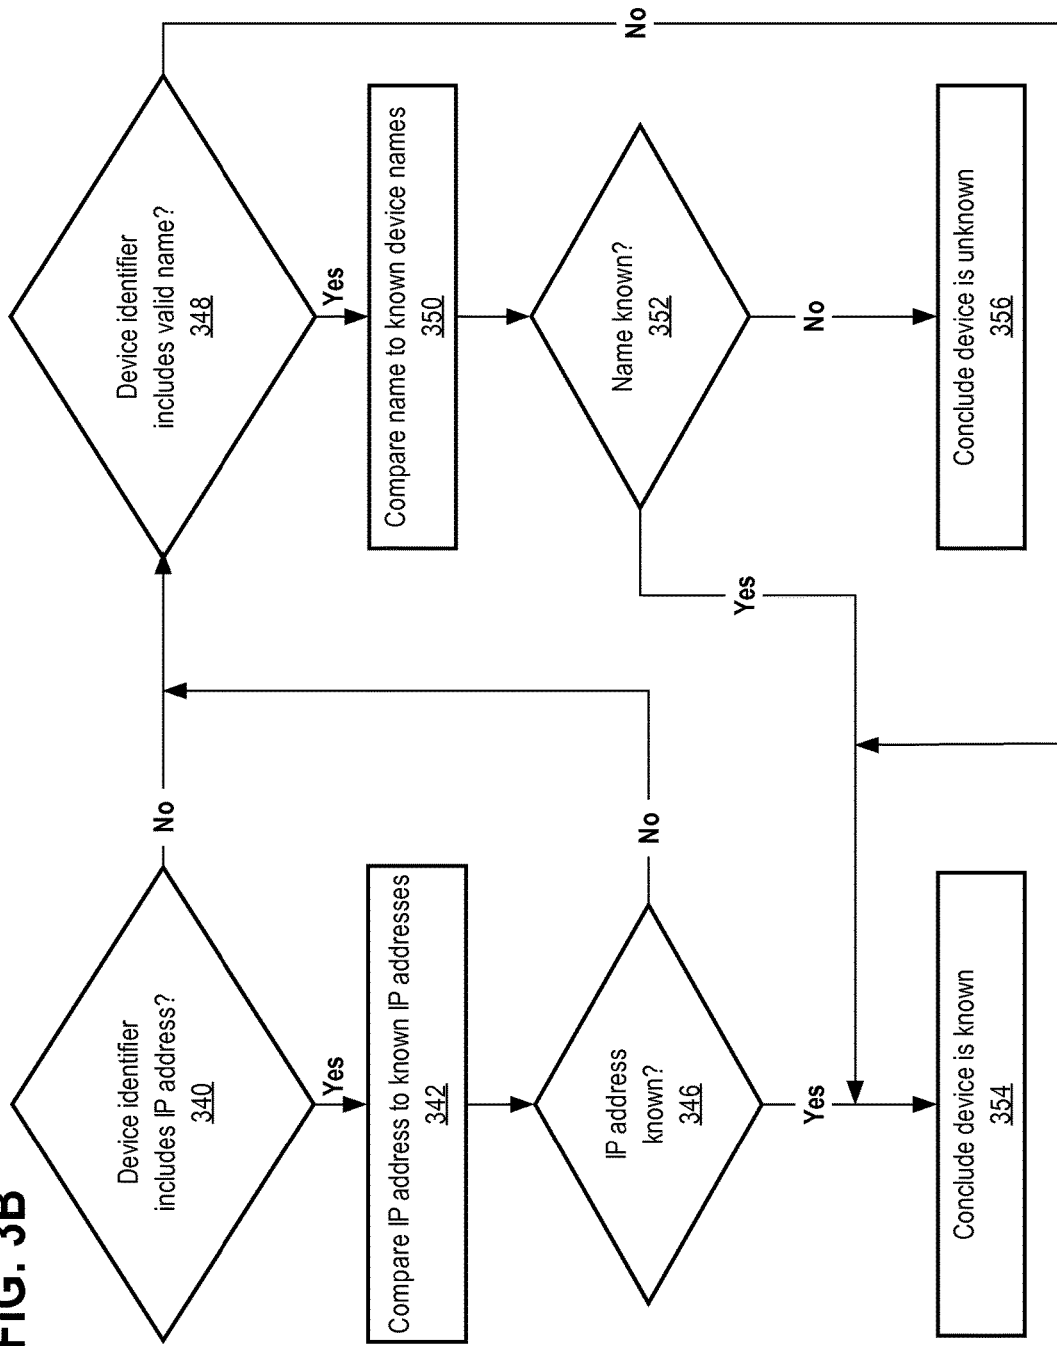 FIG. 3B
Device identifier
includes IP address?
340
No
Yes
Compare IP address to known IP addresses
342
IP address
known?
346
No
Yes
Conclude device is known
354
Device identifier
includes valid name?
348
No
Yes
Compare name to known device names
350
Name known?
352
Yes
No
Conclude device is unknown
356